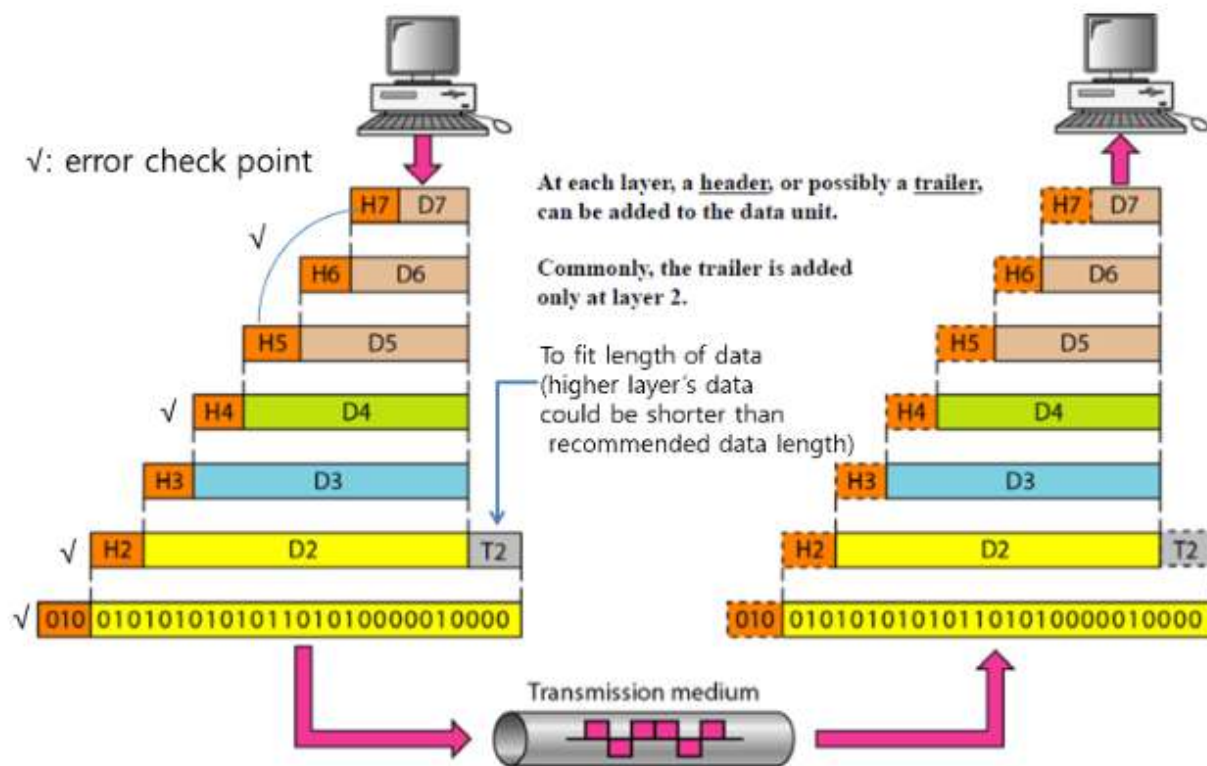 √: error check point
At each layer, a header, or possibly a trailer,
can be added to the data unit.
Commonly, the trailer is added
only at layer 2.
To fit length of data
(higher layer's data
could be shorter than
recommended data length)
√
H7 D7
H6 D6
H5 D5
√ H4 D4
H3 D3
√ H2 D2 T2
√ 010 010101010101101010000010000
H7 D7
H6 D6
H5 D5
H4 D4
H3 D3
H2 D2 T2
010 010101010101101010000010000
Transmission medium